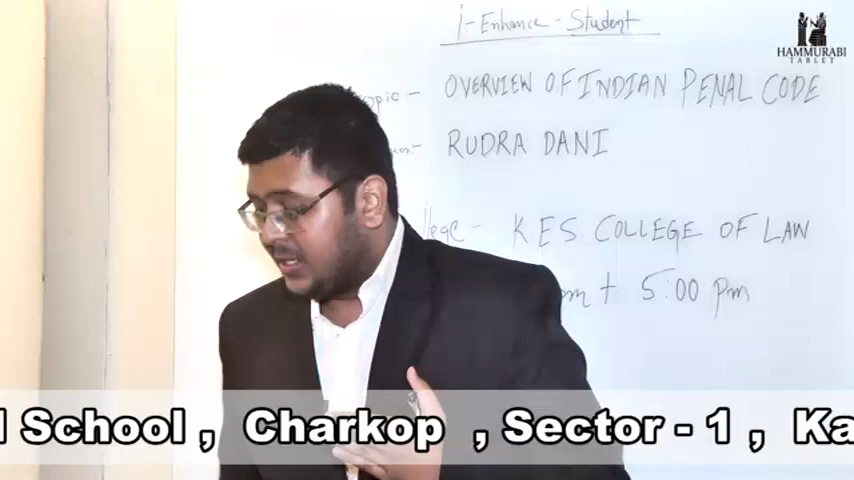 i-Enhance-Student
HAMMURABI
TABLET
OVERVIEW OF INDIAN PENAL CODE
RUDRA DANI
KES COLLEGE OF LAW
5:00 pm
School , Charkop , Sector - 1 ,